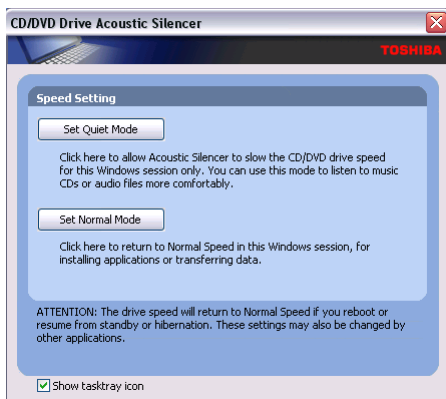 CD/DVD Drive Acoustic Silencer
TOSHIBA
Speed Setting
Set Quiet Mode
Click here to allow Acoustic Silencer to slow the CD/DVD drive speed
for this Windows session only. You can use this mode to listen to music
CDs or audio files more comfortably.
Set Normal Mode
Click here to return to Normal Speed in this Windows session, for
installing applications or transferring data.
ATTENTION: The drive speed will return to Normal Speed if you reboot or
resume from standby or hibernation. These settings may also be changed by
other applications.
Show tasktray icon